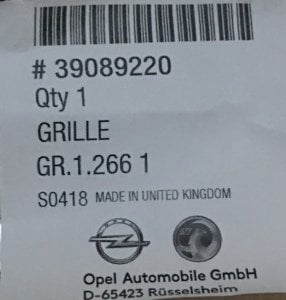 # 39089220
Qty 1
GRILLE
GR.1.266 1
S0418 MADE IN UNITED KINGDOM
Opel Automobile GmbH
D-65423 Rüsselsheim